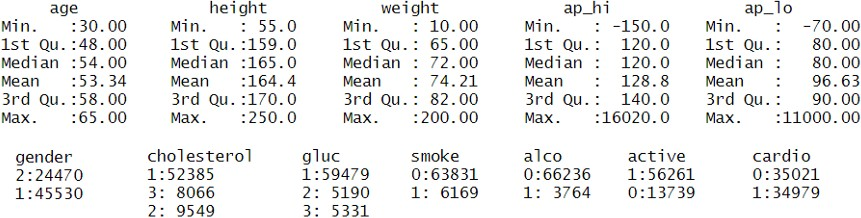 age height weight ap_hi ap_lo
Min. :30.00 Min. : 55.0 Min. : 10.00 Min. : -150.0 Min. : -70.00
1st Qu.:48.00 1st Qu.:159.0 1st Qu.: 65.00 1st Qu.: 120.0 1st Qu.: 80.00
Median :54.00 Median :165.0 Median : 72.00 Median : 120.0 Median : 80.00
Mean :53.34 Mean :164.4 Mean : 74.21 Mean : 128.8 Mean : 96.63
3rd Qu.:58.00 3rd Qu.:170.0 3rd Qu.: 82.00 3rd Qu.: 140.0 3rd Qu.: 90.00
Max. :65.00 Max. :250.0 Max. :200.00 Max. :16020.0 Max. :11000.00
gender cholesterol gluc smoke alco active cardio
2:24470 1:52385 1:59479 0:63831 0:66236 1:56261 0:35021
1:45530 3: 8066 2: 5190 1: 6169 1: 3764 0:13739 1:34979
2: 9549 3: 5331